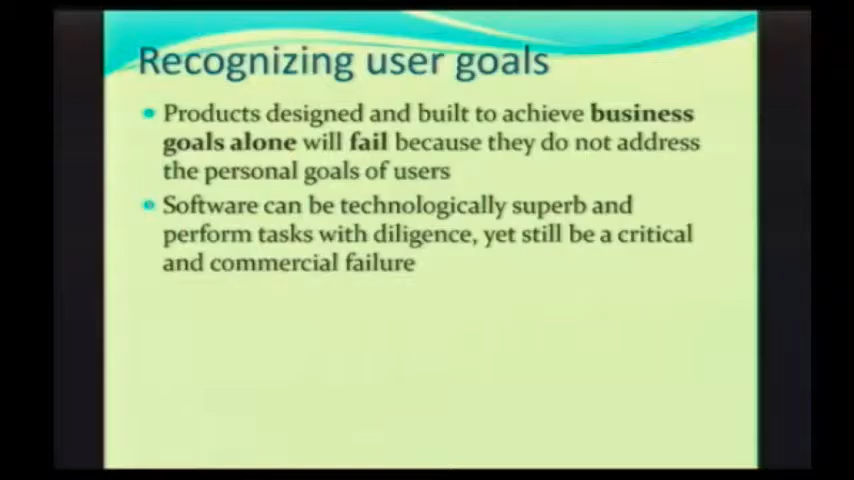 Recognizing user goals
Products designed and built to achieve business
goals alone will fail because they do not address
the personal goals of users
Software can be technologically superb and
perform tasks with diligence, yet still be a critical
and commercial failure